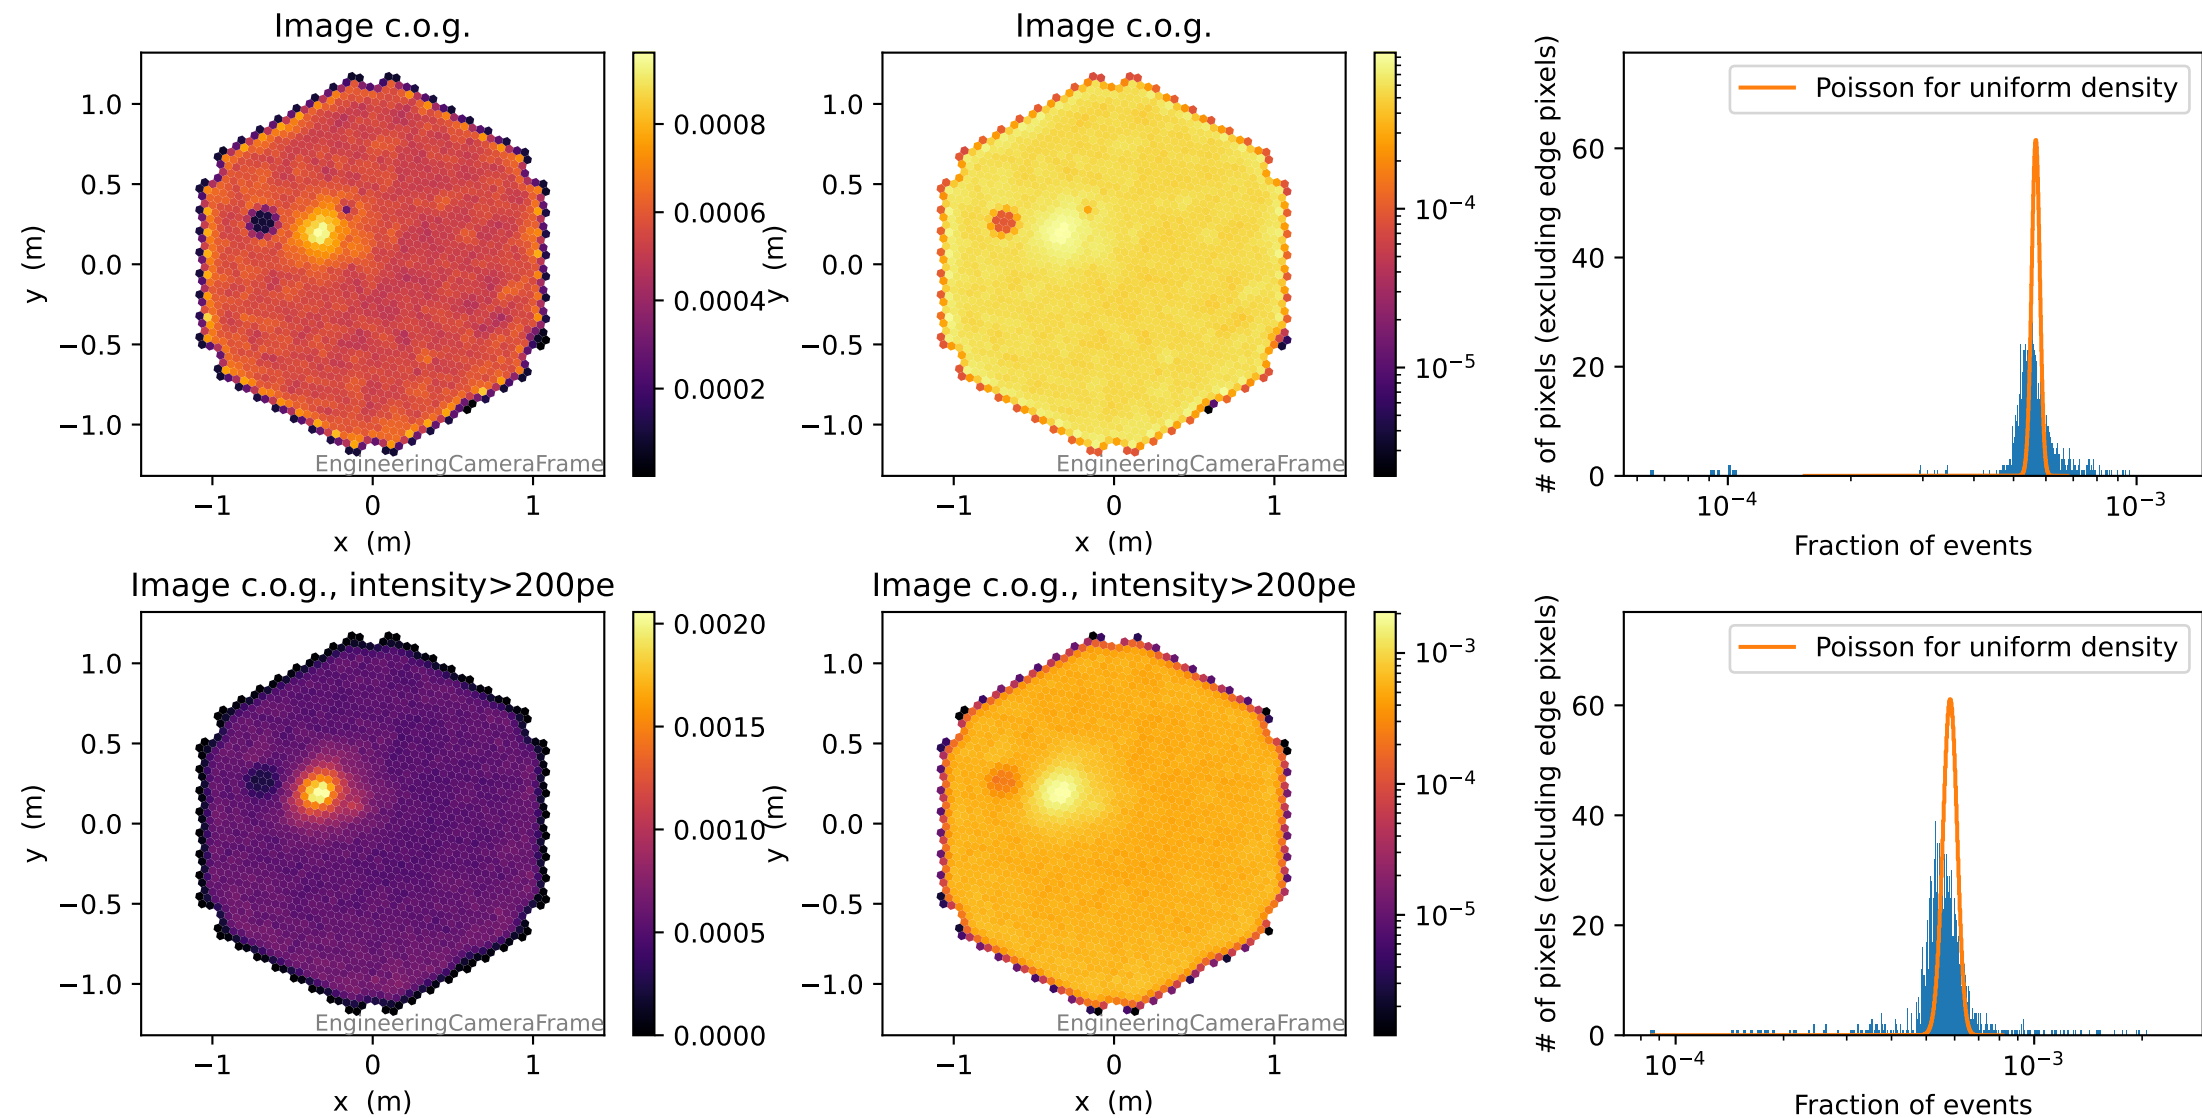 Image c.o.g.
1.0
0.5
0.0
−0.5
−1.0
y (m)
−1
0
1
x (m)
EngineeringCameraFrame
0.0008
0.0006
0.0004
0.0002
Image c.o.g.
1.0
0.5
0.0
−0.5
−1.0
y (m)
−1
0
1
x (m)
EngineeringCameraFrame
10⁻⁴
10⁻⁵
# of pixels (excluding edge pixels)
60
40
20
0
Poisson for uniform density
10⁻⁴
10⁻³
Fraction of events
Image c.o.g., intensity>200pe
1.0
0.5
0.0
−0.5
−1.0
y (m)
−1
0
1
x (m)
EngineeringCameraFrame
0.0020
0.0015
0.0010
0.0005
0.0000
Image c.o.g., intensity>200pe
1.0
0.5
0.0
−0.5
−1.0
y (m)
−1
0
1
x (m)
EngineeringCameraFrame
10⁻³
10⁻⁴
10⁻⁵
# of pixels (excluding edge pixels)
60
40
20
0
Poisson for uniform density
10⁻⁴
10⁻³
Fraction of events